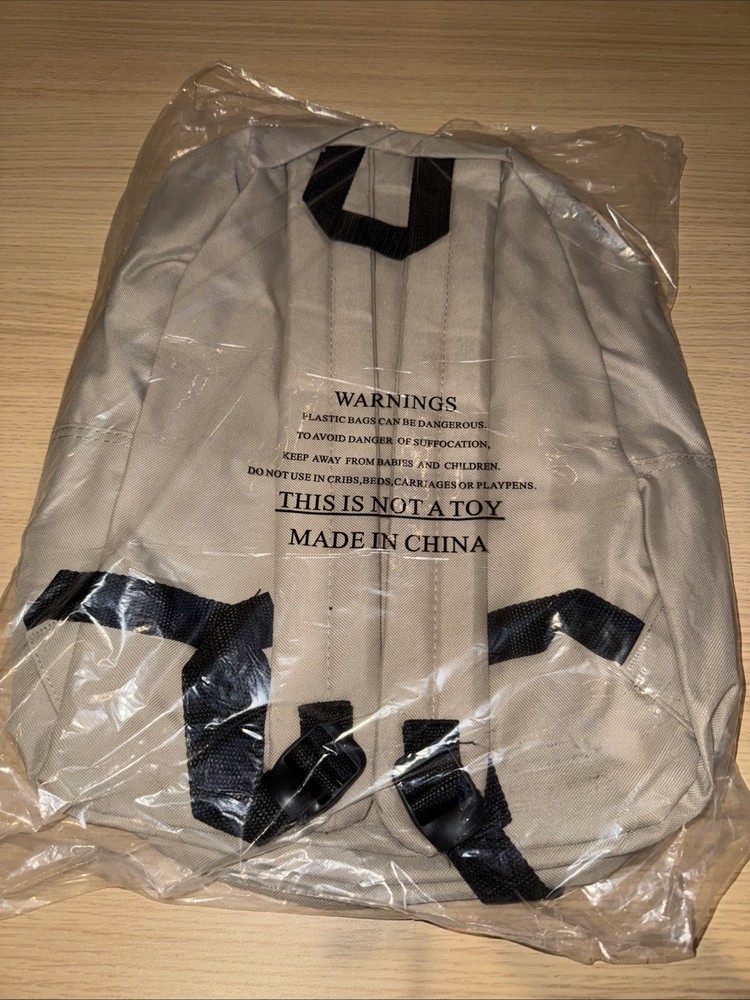 WARNINGS
PLASTIC BAGS CAN BE DANGEROUS.
TO AVOID DANGER OF SUFFOCATION,
KEEP AWAY FROM BABIES AND CHILDREN.
DO NOT USE IN CRIBS,BEDS,CARRIAGES OR PLAYPENS.
THIS IS NOT A TOY
MADE IN CHINA